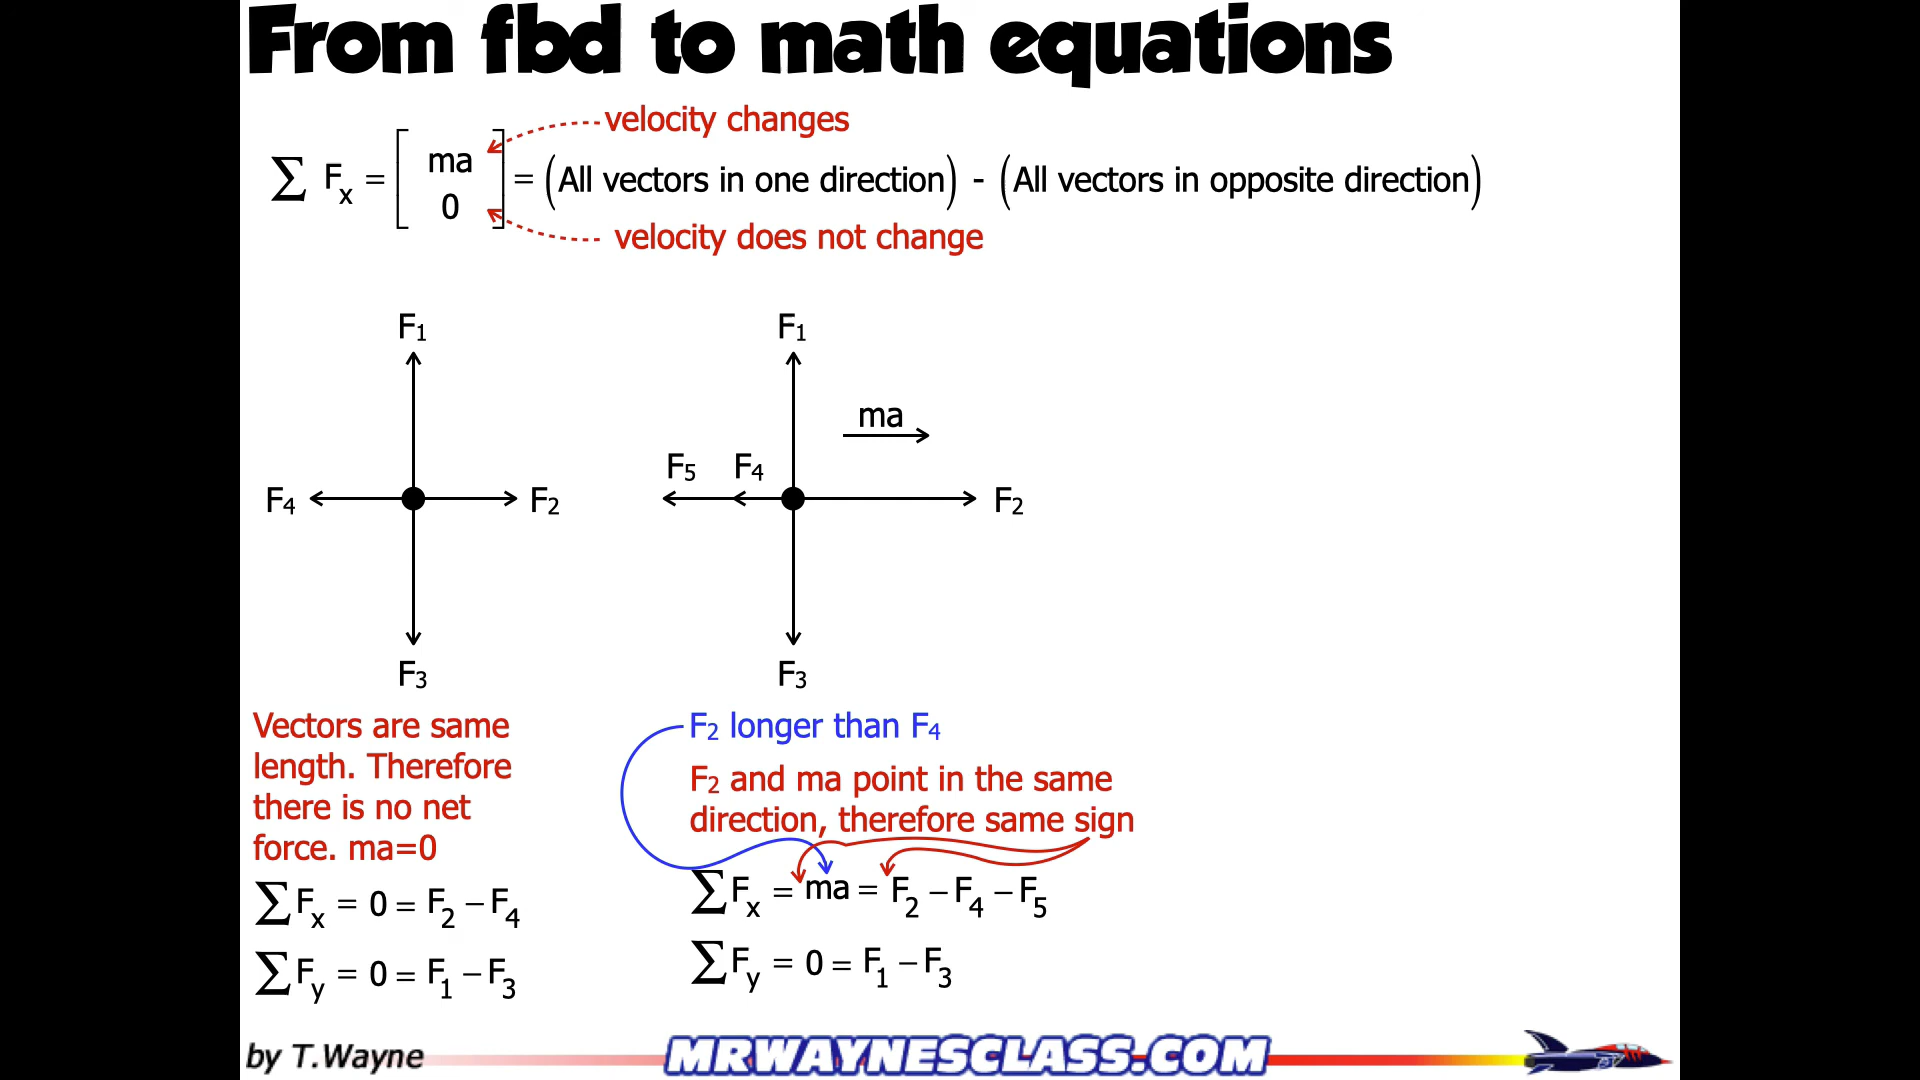 From fbd to math equations
velocity changes
∑ Fx = [ ma 0 ] = (All vectors in one direction) - (All vectors in opposite direction)
velocity does not change
F1
F4
F2
F3
F1
ma
F5 F4
F2
F3
Vectors are same
length. Therefore
there is no net
force. ma=0
∑Fx = 0 = F2 − F4
∑Fy = 0 = F1 − F3
F2 longer than F4
F2 and ma point in the same
direction, therefore same sign
∑Fx = ma = F2 − F4 − F5
∑Fy = 0 = F1 − F3
by T.Wayne
MRWAYNESCLASS.COM